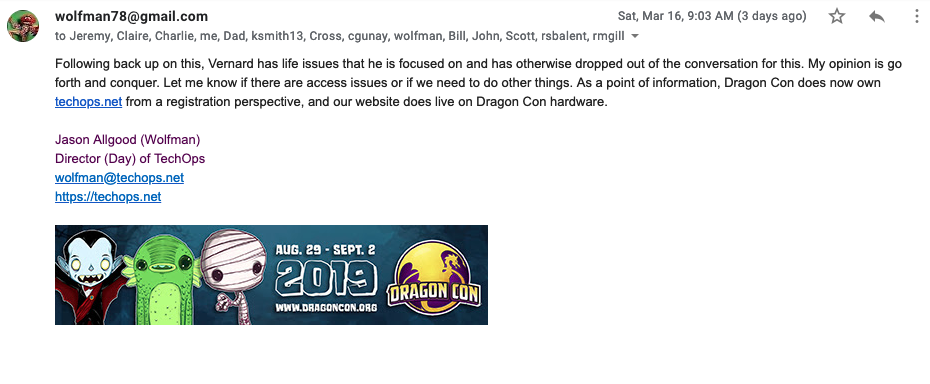 wolfman78@gmail.com
Sat, Mar 16, 9:03 AM (3 days ago)
to Jeremy, Claire, Charlie, me, Dad, ksmith13, Cross, cgunay, wolfman, Bill, John, Scott, rsbalent, rmgill
Following back up on this, Vernard has life issues that he is focused on and has otherwise dropped out of the conversation for this. My opinion is go
forth and conquer. Let me know if there are access issues or if we need to do other things. As a point of information, Dragon Con does now own
techops.net from a registration perspective, and our website does live on Dragon Con hardware.
Jason Allgood (Wolfman)
Director (Day) of TechOps
wolfman@techops.net
https://techops.net
AUG. 29 - SEPT. 2
2019
WWW.DRAGONCON.ORG
DRAGON CON